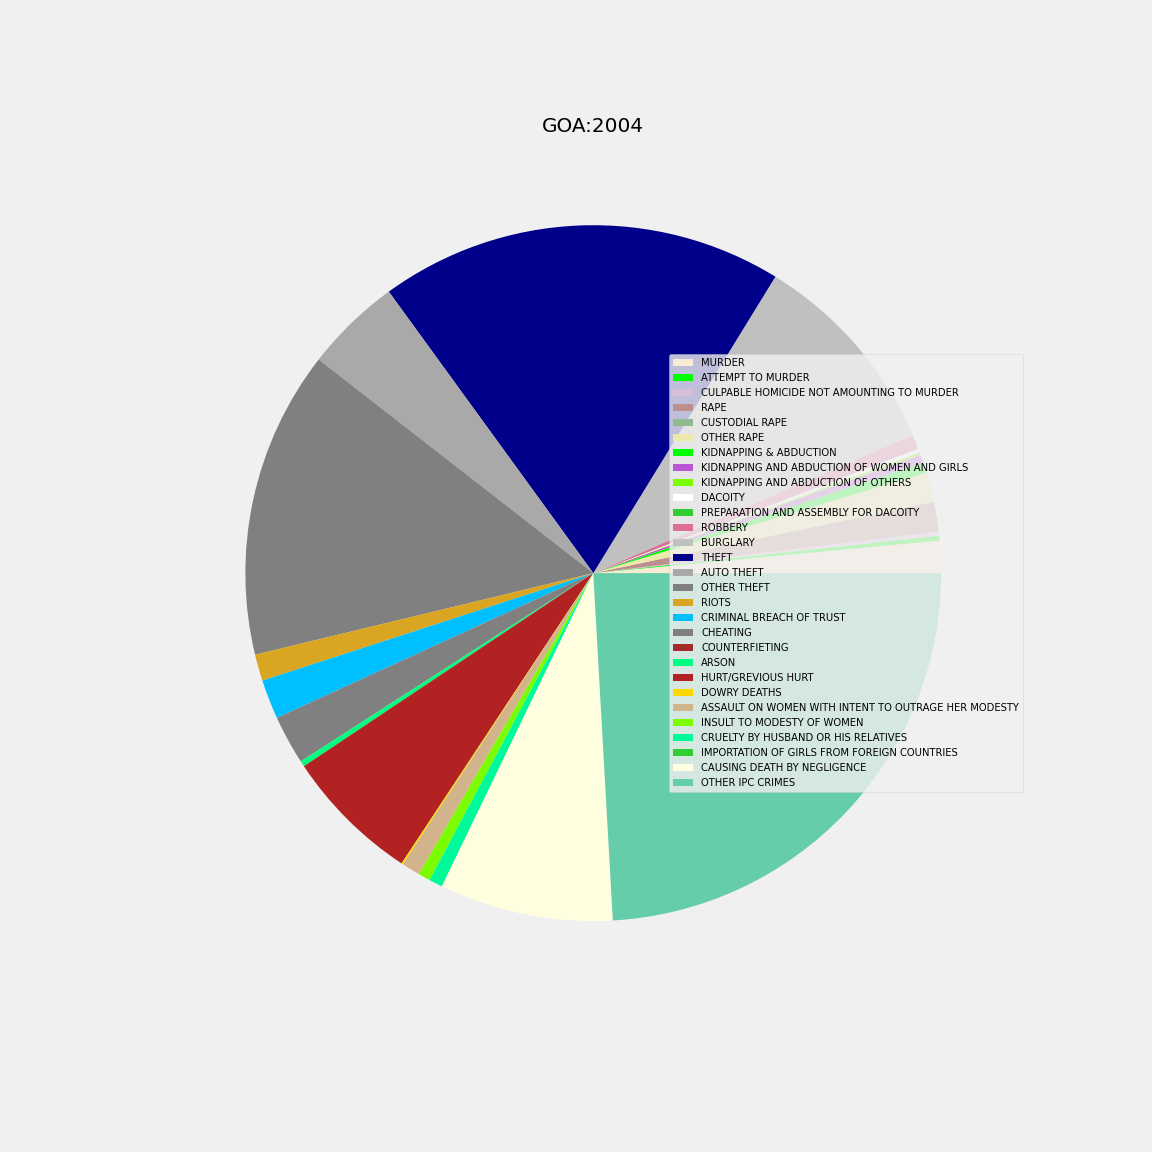 GOA:2004
MURDER
ATTEMPT TO MURDER
CULPABLE HOMICIDE NOT AMOUNTING TO MURDER
RAPE
CUSTODIAL RAPE
OTHER RAPE
KIDNAPPING & ABDUCTION
KIDNAPPING AND ABDUCTION OF WOMEN AND GIRLS
KIDNAPPING AND ABDUCTION OF OTHERS
DACOITY
PREPARATION AND ASSEMBLY FOR DACOITY
ROBBERY
BURGLARY
THEFT
AUTO THEFT
OTHER THEFT
RIOTS
CRIMINAL BREACH OF TRUST
CHEATING
COUNTERFIETING
ARSON
HURT/GREVIOUS HURT
DOWRY DEATHS
ASSAULT ON WOMEN WITH INTENT TO OUTRAGE HER MODESTY
INSULT TO MODESTY OF WOMEN
CRUELTY BY HUSBAND OR HIS RELATIVES
IMPORTATION OF GIRLS FROM FOREIGN COUNTRIES
CAUSING DEATH BY NEGLIGENCE
OTHER IPC CRIMES